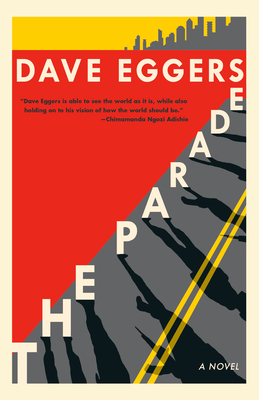 DAVE EGGERS
"Dave Eggers is able to see the world as it is, while also
holding on to his vision of how the world should be."
—Chimamanda Ngozi Adichie
THE PARADE
A NOVEL